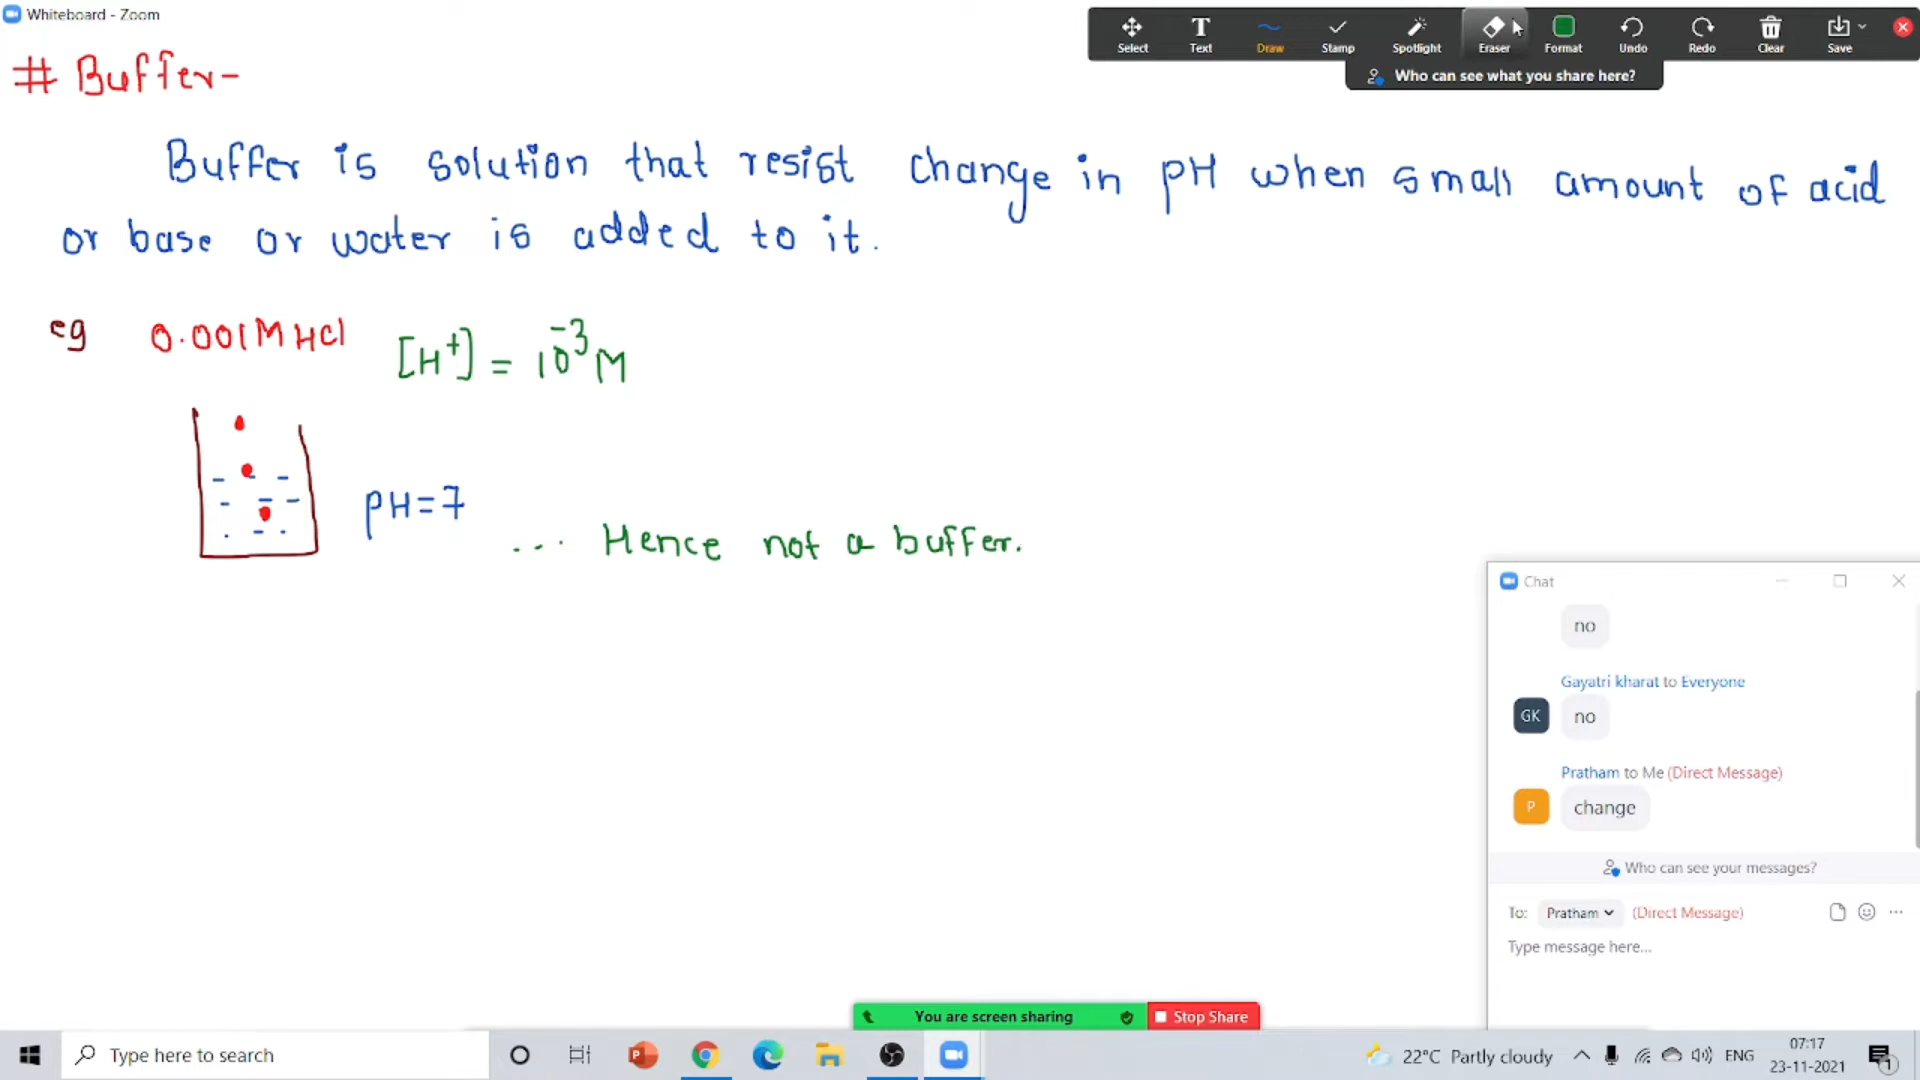 Whiteboard - Zoom
Select Text Draw Stamp Spotlight Eraser Format Undo Redo Clear Save
Who can see what you share here?
# Buffer-
Buffer is solution that resist change in pH when small amount of acid
or base or water is added to it.
eg 0.001M HCl [H⁺] = 10⁻³ M
pH=7
... Hence not a buffer.
Chat
no
Gayatri kharat to Everyone
GK no
Pratham to Me (Direct Message)
P change
Who can see your messages?
To: Pratham (Direct Message)
Type message here...
You are screen sharing Stop Share
Type here to search
22°C Partly cloudy ENG
07:17
23-11-2021
1